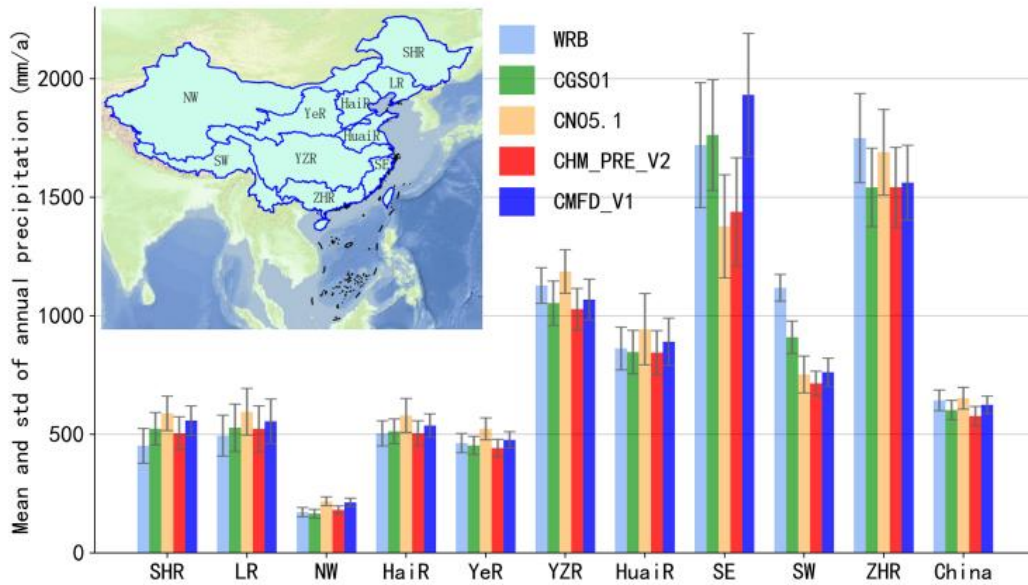 Mean and std of annual precipitation (mm/a)
2000
1500
1000
500
0
SHR
LR
NW
HaiR
YeR
HuaiR
YZR
SW
SE
ZHR
WRB
CGS01
CN05.1
CHM_PRE_V2
CMFD_V1
SHR LR NW HaiR YeR YZR HuaiR SE SW ZHR China